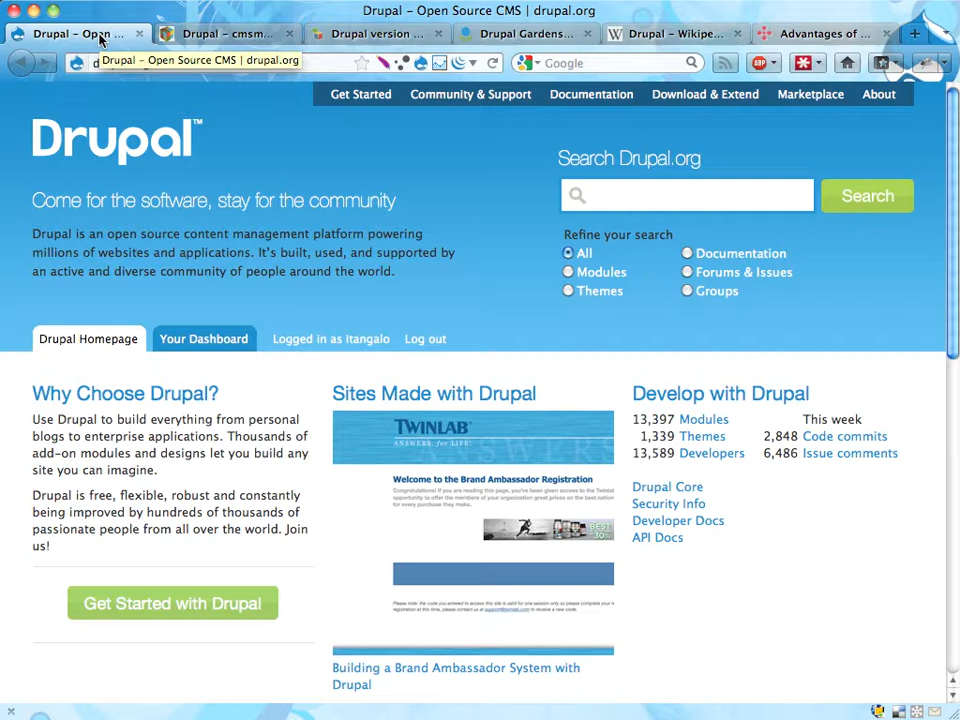 Drupal – Open Source CMS | drupal.org
Drupal – Open ...
Drupal – cmsm...
Drupal version ...
Drupal Gardens...
Drupal – Wikipe...
Advantages of ...
Drupal – Open Source CMS | drupal.org
Google
Get Started
Community & Support
Documentation
Download & Extend
Marketplace
About
Drupal™
Search Drupal.org
Search
Come for the software, stay for the community
Drupal is an open source content management platform powering
millions of websites and applications. It's built, used, and supported by
an active and diverse community of people around the world.
Refine your search
All
Documentation
Modules
Forums & Issues
Themes
Groups
Drupal Homepage
Your Dashboard
Logged in as Itangalo
Log out
Why Choose Drupal?
Use Drupal to build everything from personal
blogs to enterprise applications. Thousands of
add-on modules and designs let you build any
site you can imagine.
Drupal is free, flexible, robust and constantly
being improved by hundreds of thousands of
passionate people from all over the world. Join
us!
Get Started with Drupal
Sites Made with Drupal
TWINLAB
ANSWERS. for LIFE!
Welcome to the Brand Ambassador Registration
BEST
30
Building a Brand Ambassador System with
Drupal
Develop with Drupal
13,397 Modules
This week
1,339 Themes
2,848 Code commits
13,589 Developers
6,486 Issue comments
Drupal Core
Security Info
Developer Docs
API Docs